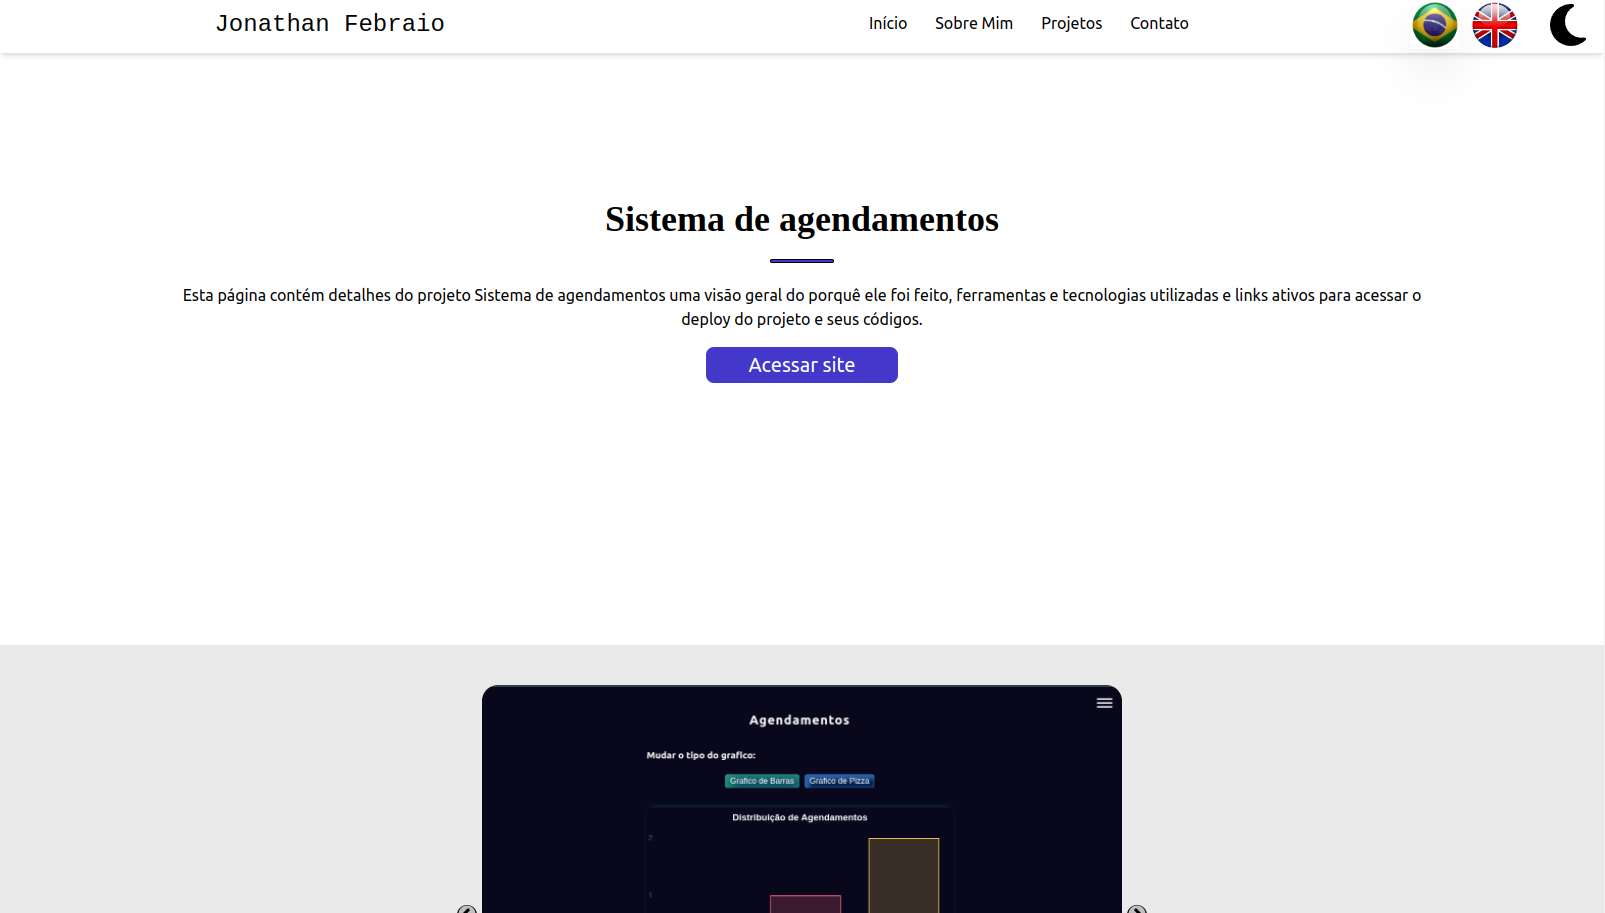 Jonathan Febraio
Início Sobre Mim Projetos Contato
Sistema de agendamentos
Esta página contém detalhes do projeto Sistema de agendamentos uma visão geral do porquê ele foi feito, ferramentas e tecnologias utilizadas e links ativos para acessar o
deploy do projeto e seus códigos.
Acessar site
Agendamentos
Mudar o tipo do grafico:
Grafico de Barras Grafico de Pizza
Distribuição de Agendamentos
2
1